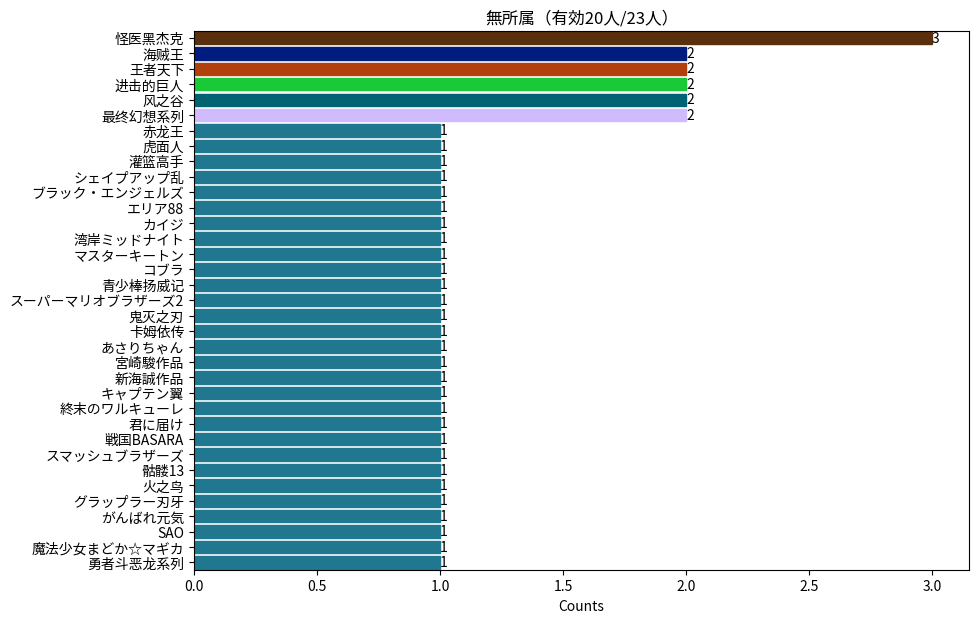 無所属（有効20人/23人）
怪医黑杰克 3
海贼王 2
王者天下 2
进击的巨人 2
风之谷 2
最终幻想系列 2
赤龙王 1
虎面人 1
灌篮高手 1
シェイプアップ乱 1
ブラック・エンジェルズ 1
エリア88 1
カイジ 1
湾岸ミッドナイト 1
マスターキートン 1
コブラ 1
青少棒扬威记 1
スーパーマリオブラザーズ2 1
鬼灭之刃 1
卡姆依传 1
あさりちゃん 1
宮崎駿作品 1
新海誠作品 1
キャプテン翼 1
終末のワルキューレ 1
君に届け 1
戦国BASARA 1
スマッシュブラザーズ 1
骷髅13 1
火之鸟 1
グラップラー刃牙 1
がんばれ元気 1
SAO 1
魔法少女まどか☆マギカ 1
勇者斗恶龙系列 1
0.0 0.5 1.0 1.5 2.0 2.5 3.0
Counts